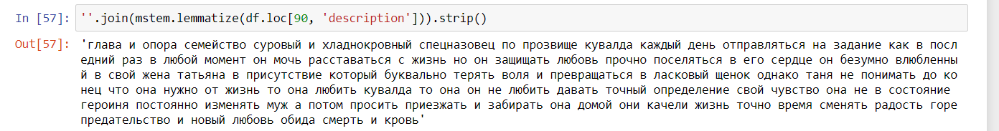 In [57]: ''.join(mstem.lemmatize(df.loc[90, 'description'])).strip()
Out[57]: 'глава и опора семейство суровый и хладнокровный спецназовец по прозвище кувалда каждый день отправляться на задание как в посл
едний раз в любой момент он мочь расставаться с жизнь но он защищать любовь прочно поселяться в его сердце он безумно влюбленны
й в свой жена татьяна в присутствие который буквально терять воля и превращаться в ласковый щенок однако таня не понимать до ко
нец что она нужно от жизнь то она любить кувалда то она он не любить давать точный определение свой чувство она не в состояние
героиня постоянно изменять муж а потом просить приезжать и забирать она домой они качели жизнь точно время сменять радость горе
предательство и новый любовь обида смерть и кровь'